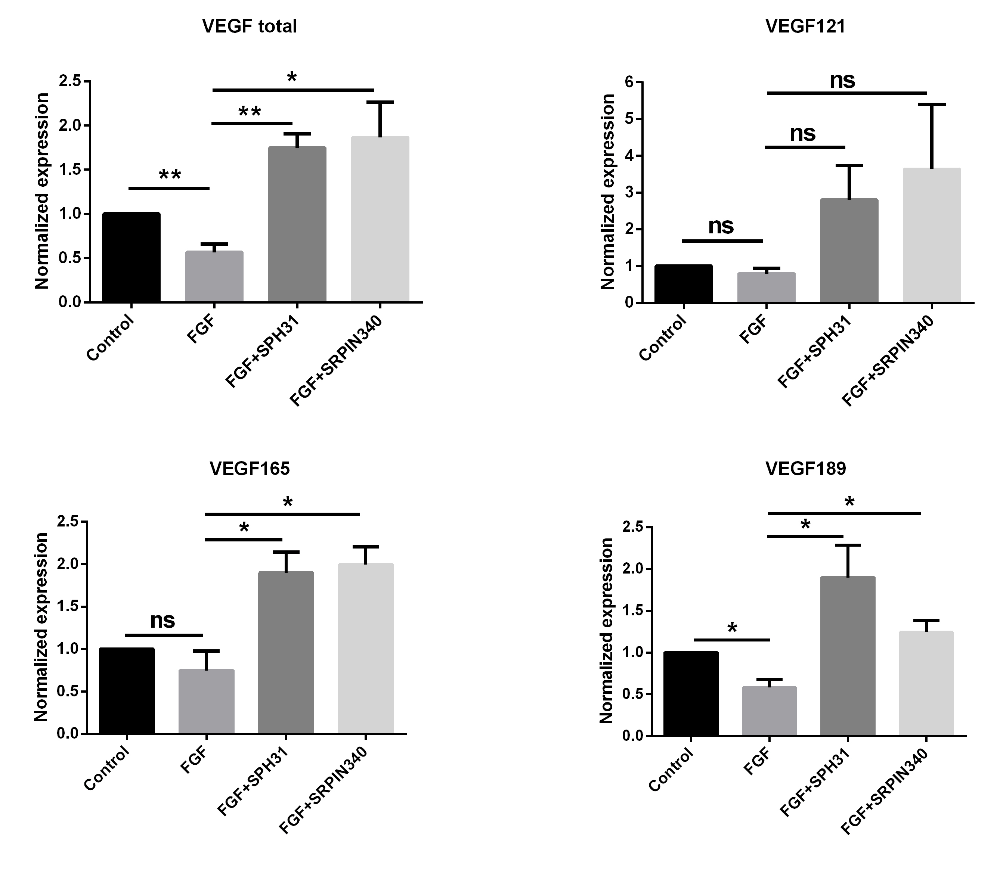 VEGF total
Normalized expression
2.5
2.0
1.5
1.0
0.5
0.0
*
**
**
Control
FGF
FGF+SPH31
FGF+SRPIN340
VEGF121
Normalized expression
6
5
4
3
2
1
0
ns
ns
ns
Control
FGF
FGF+SPH31
FGF+SRPIN340
VEGF165
Normalized expression
2.5
2.0
1.5
1.0
0.5
0.0
*
*
ns
Control
FGF
FGF+SPH31
FGF+SRPIN340
VEGF189
Normalized expression
2.5
2.0
1.5
1.0
0.5
0.0
*
*
*
Control
FGF
FGF+SPH31
FGF+SRPIN340